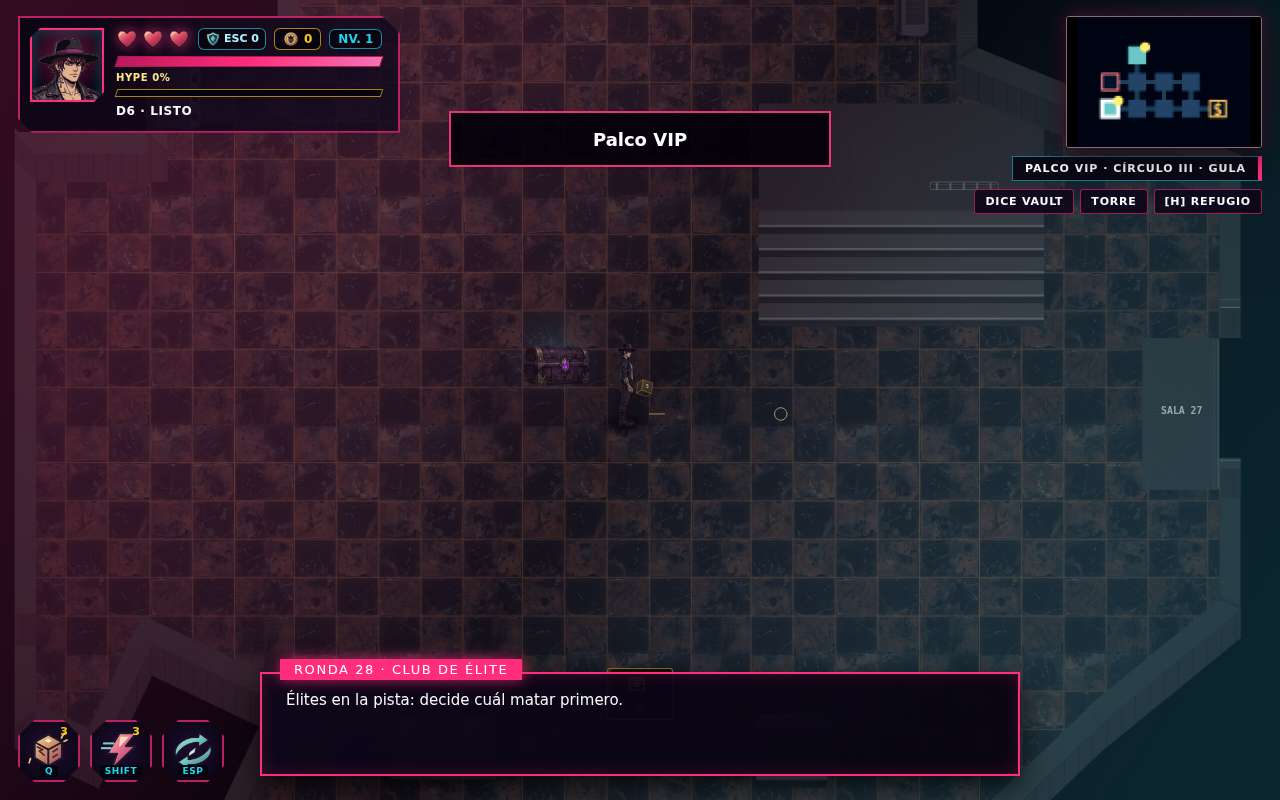 ESC 0
0
NV. 1
HYPE 0%
D6 · LISTO
Palco VIP
$
PALCO VIP · CÍRCULO III · GULA
DICE VAULT
TORRE
[H] REFUGIO
SALA 27
RONDA 28 · CLUB DE ÉLITE
Élites en la pista: decide cuál matar primero.
3
Q
3
SHIFT
ESP